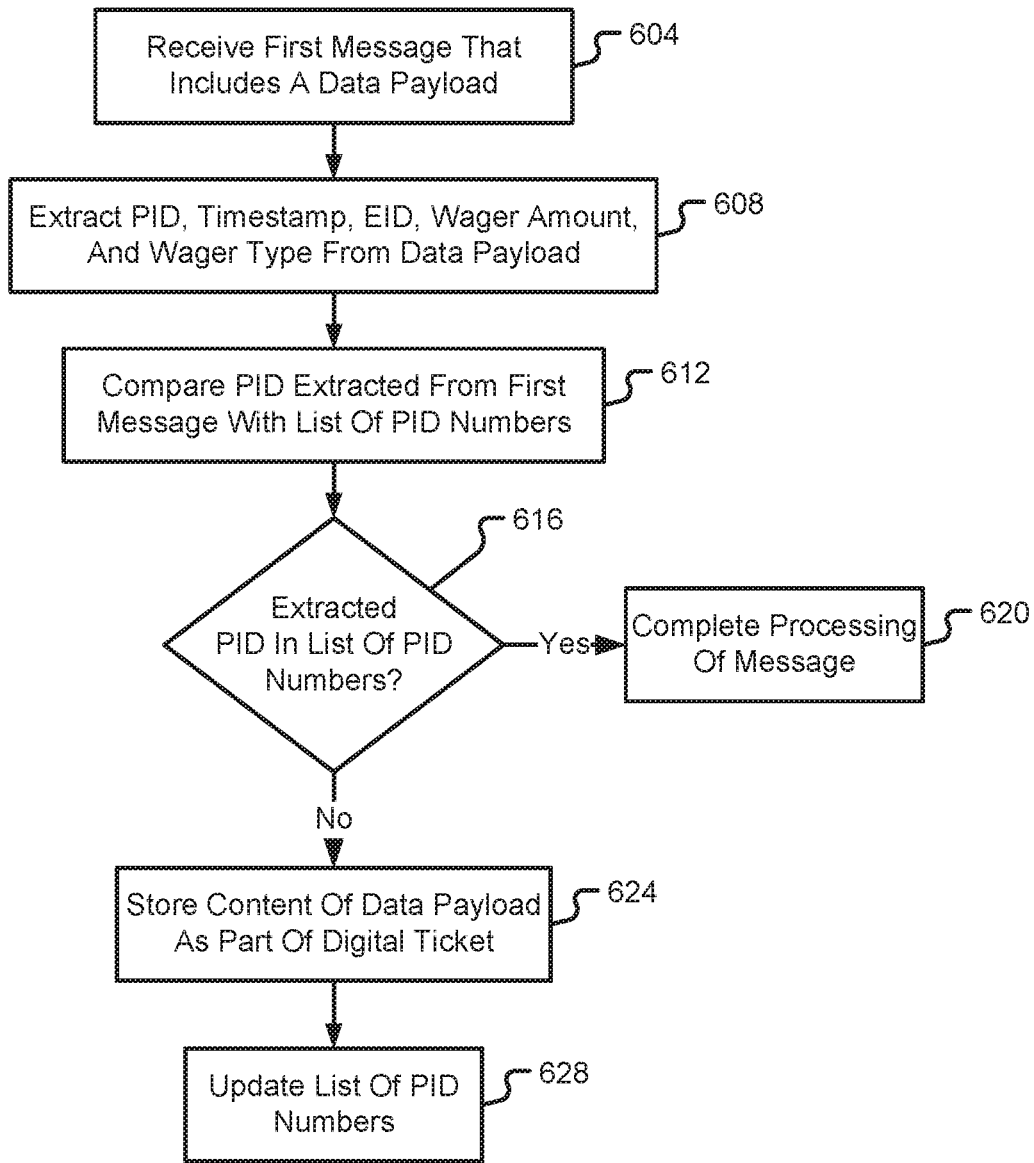 Receive First Message That
Includes A Data Payload
604
Extract PID, Timestamp, EID, Wager Amount,
And Wager Type From Data Payload
608
Compare PID Extracted From First
Message With List Of PID Numbers
612
616
Extracted
PID In List Of PID
Numbers?
Yes
Complete Processing
Of Message
620
No
Store Content Of Data Payload
As Part Of Digital Ticket
624
Update List Of PID
Numbers
628